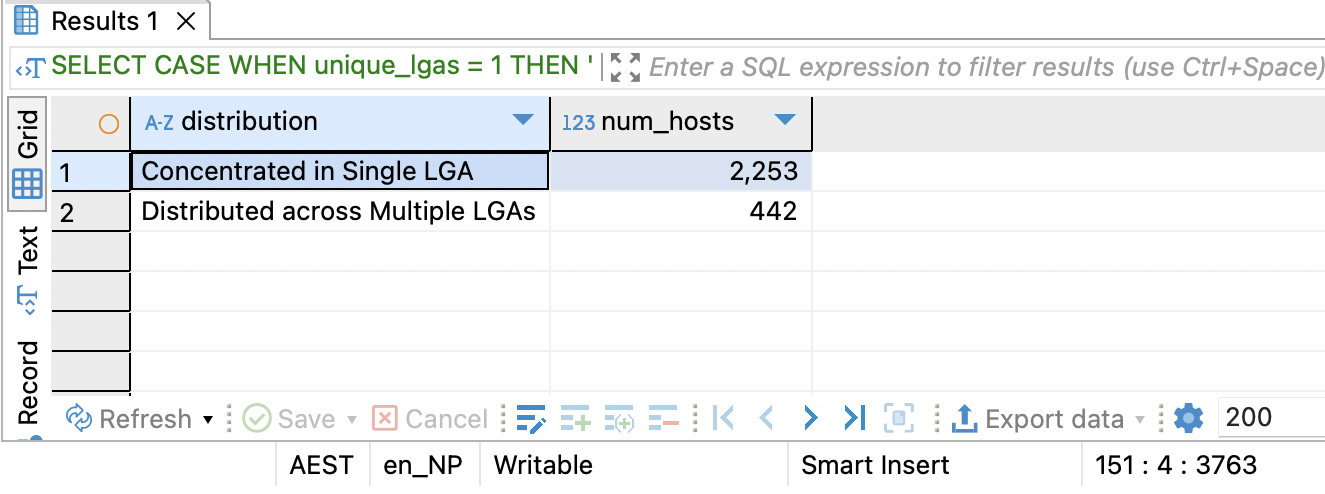 Results 1
SELECT CASE WHEN unique_lgas = 1 THEN ' Enter a SQL expression to filter results (use Ctrl+Space)
Grid
A-Z distribution 123 num_hosts
1 Concentrated in Single LGA 2,253
2 Distributed across Multiple LGAs 442
Text
Record
Refresh Save Cancel Export data 200
AEST en_NP Writable Smart Insert 151 : 4 : 3763